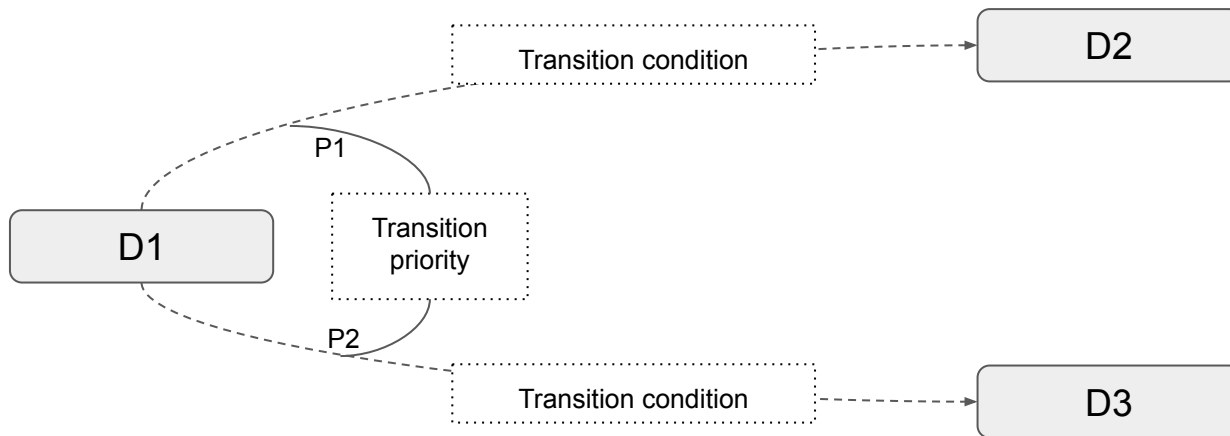 Transition condition
D2
P1
D1
Transition
priority
P2
Transition condition
D3